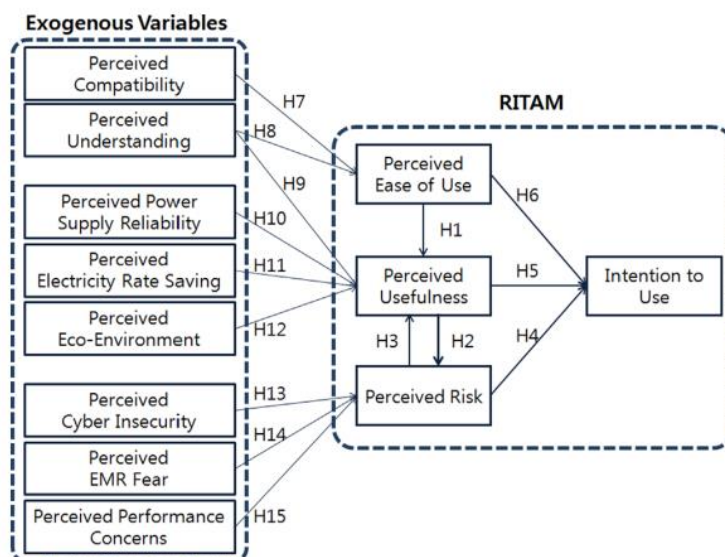 Exogenous Variables
Perceived
Compatibility
Perceived
Understanding
Perceived Power
Supply Reliability
Perceived
Electricity Rate Saving
Perceived
Eco-Environment
Perceived
Cyber Insecurity
Perceived
EMR Fear
Perceived Performance
Concerns
H7
H8
H9
H10
H11
H12
H13
H14
H15
RITAM
Perceived
Ease of Use
H1
Perceived
Usefulness
H3
H2
Perceived Risk
H6
H5
H4
Intention to
Use